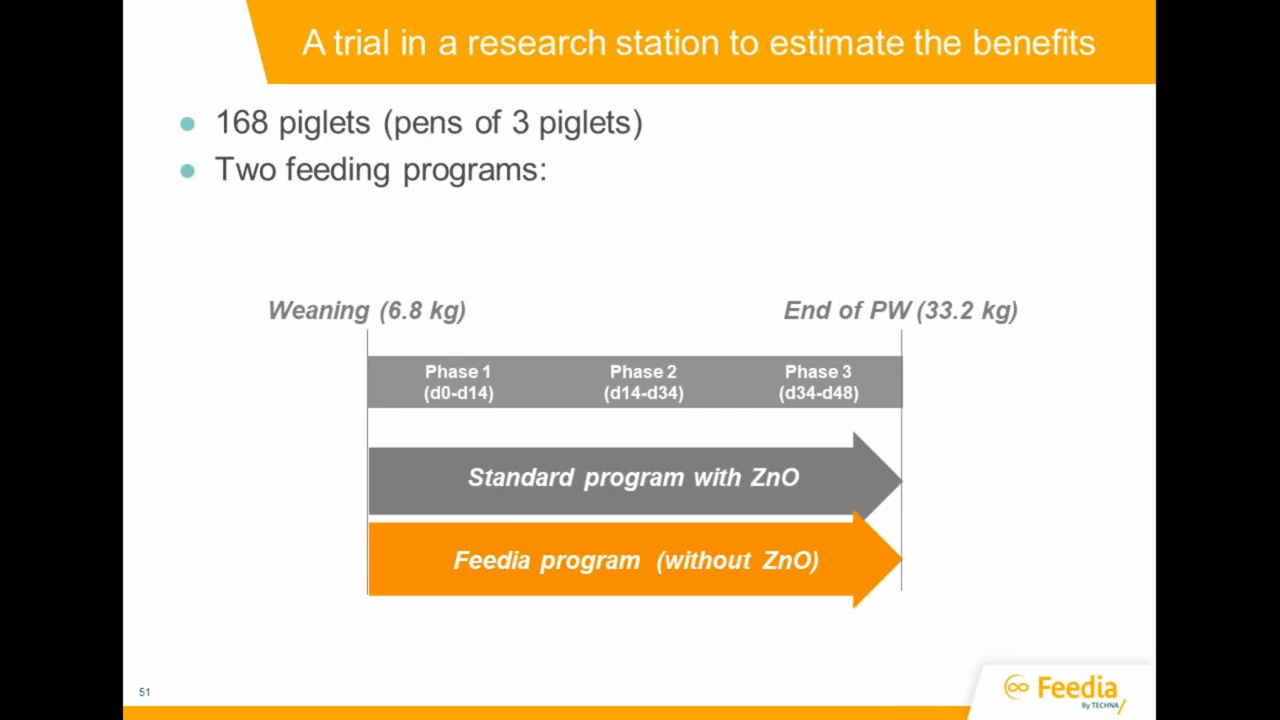 A trial in a research station to estimate the benefits
168 piglets (pens of 3 piglets)
Two feeding programs:
Weaning (6.8 kg)
End of PW (33.2 kg)
Phase 1
(d0-d14)
Phase 2
(d14-d34)
Phase 3
(d34-d48)
Standard program with ZnO
Feedia program (without ZnO)
51
Feedia
By TECHNA